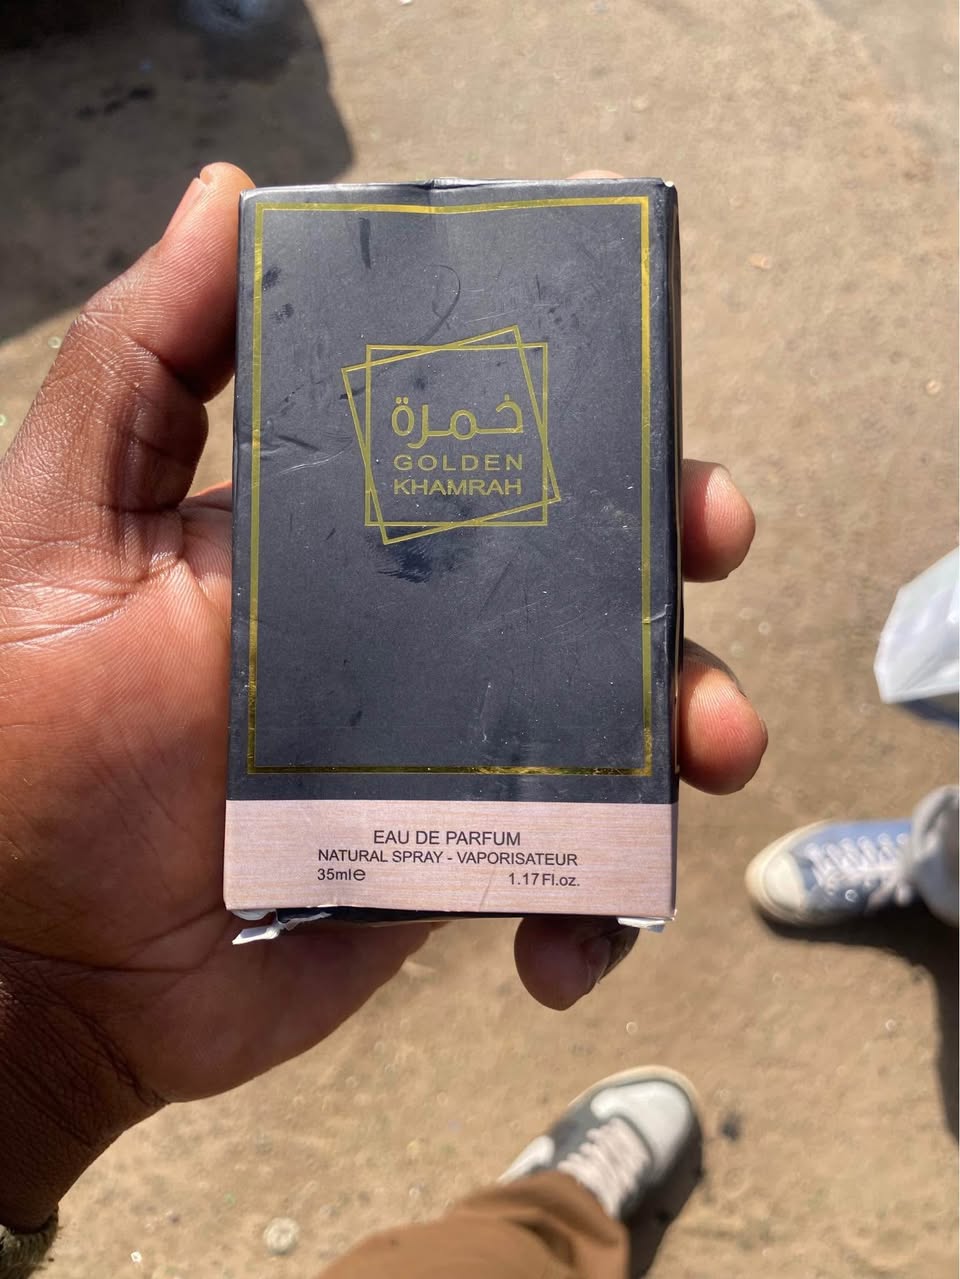 خمرة
GOLDEN
KHAMRAH
EAU DE PARFUM
NATURAL SPRAY - VAPORISATEUR
35ml℮ 1.17 Fl.oz.